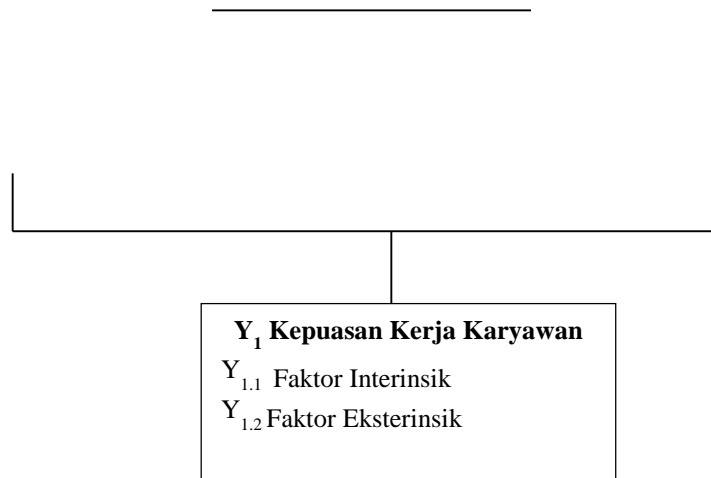 Y1 Kepuasan Kerja Karyawan
Y1.1 Faktor Interinsik
Y1.2 Faktor Eksterinsik